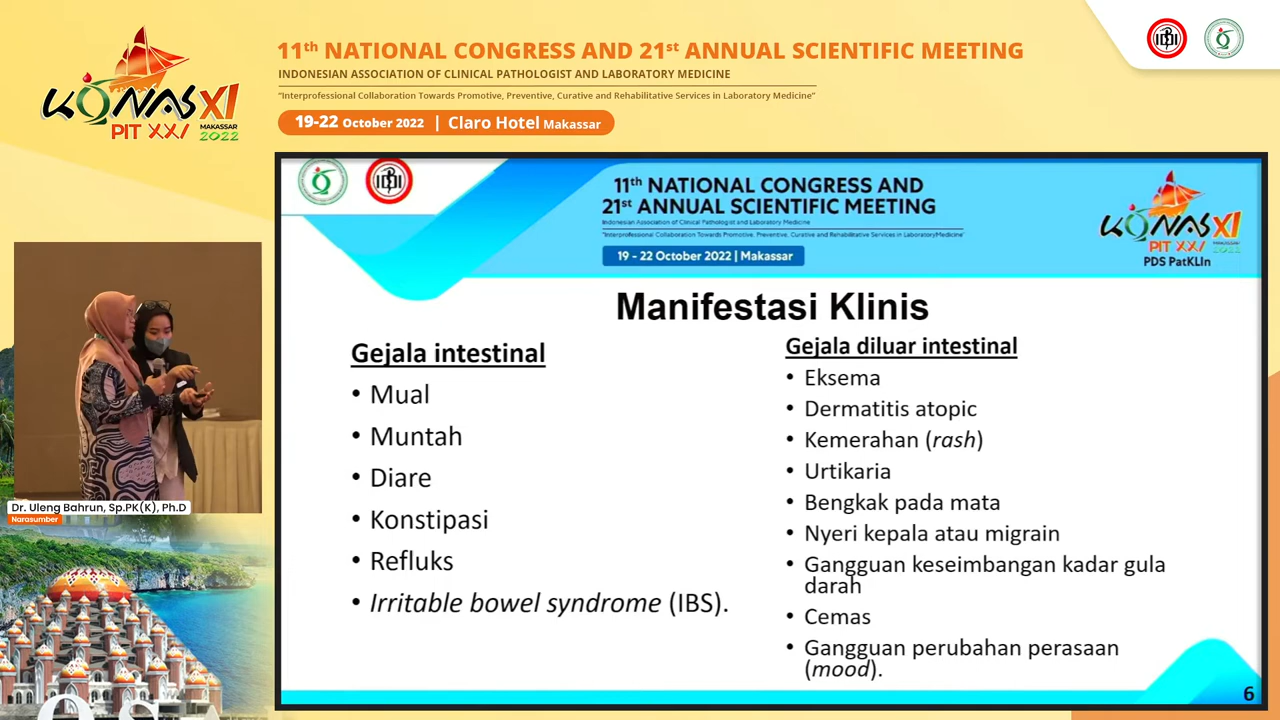 11th NATIONAL CONGRESS AND 21st ANNUAL SCIENTIFIC MEETING
INDONESIAN ASSOCIATION OF CLINICAL PATHOLOGIST AND LABORATORY MEDICINE
"Interprofessional Collaboration Towards Promotive, Preventive, Curative and Rehabilitative Services in Laboratory Medicine"
19-22 October 2022 | Claro Hotel Makassar
KONAS XI
PIT XXI
MAKASSAR
2022
IDI
11th NATIONAL CONGRESS AND
21st ANNUAL SCIENTIFIC MEETING
Indonesian Association of Clinical Pathologist and Laboratory Medicine
"Interprofessional Collaboration Towards Promotive, Preventive, Curative and Rehabilitative Services in LaboratoryMedicine"
19 - 22 October 2022 | Makassar
IDI
KONAS XI
PIT XXI
MAKASSAR
2022
PDS PatKLIn
Manifestasi Klinis
Gejala intestinal
• Mual
• Muntah
• Diare
• Konstipasi
• Refluks
• Irritable bowel syndrome (IBS).
Gejala diluar intestinal
• Eksema
• Dermatitis atopic
• Kemerahan (rash)
• Urtikaria
• Bengkak pada mata
• Nyeri kepala atau migrain
• Gangguan keseimbangan kadar gula
darah
• Cemas
• Gangguan perubahan perasaan
(mood).
6
Dr. Uleng Bahrun, Sp.PK(K), Ph.D
Narasumber